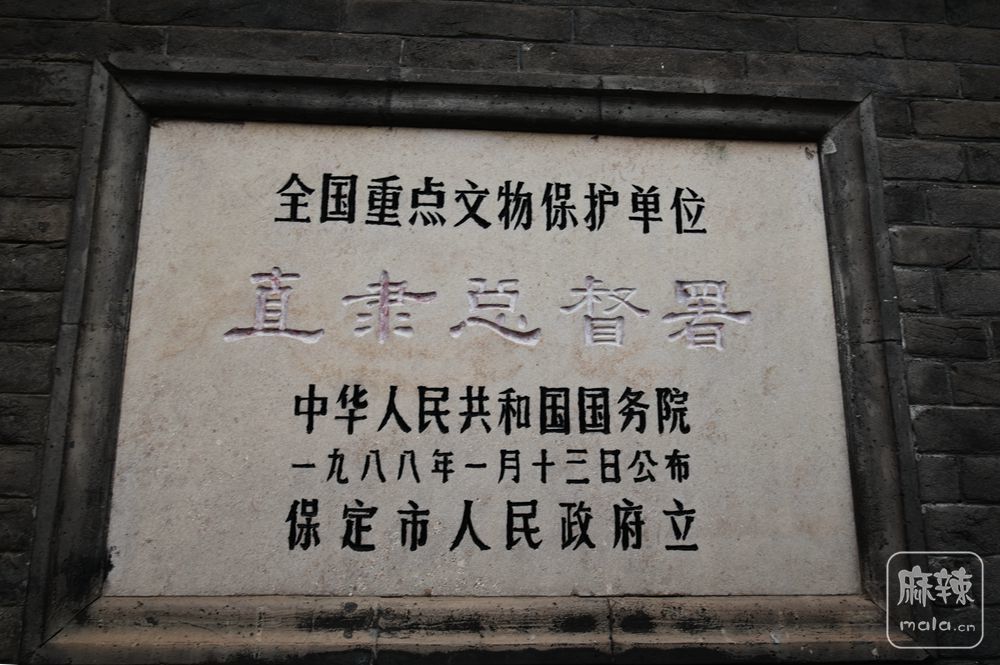 全国重点文物保护单位
直隶总督署
中华人民共和国国务院
一九八八年一月十三日公布
保定市人民政府立
麻辣
mala.cn